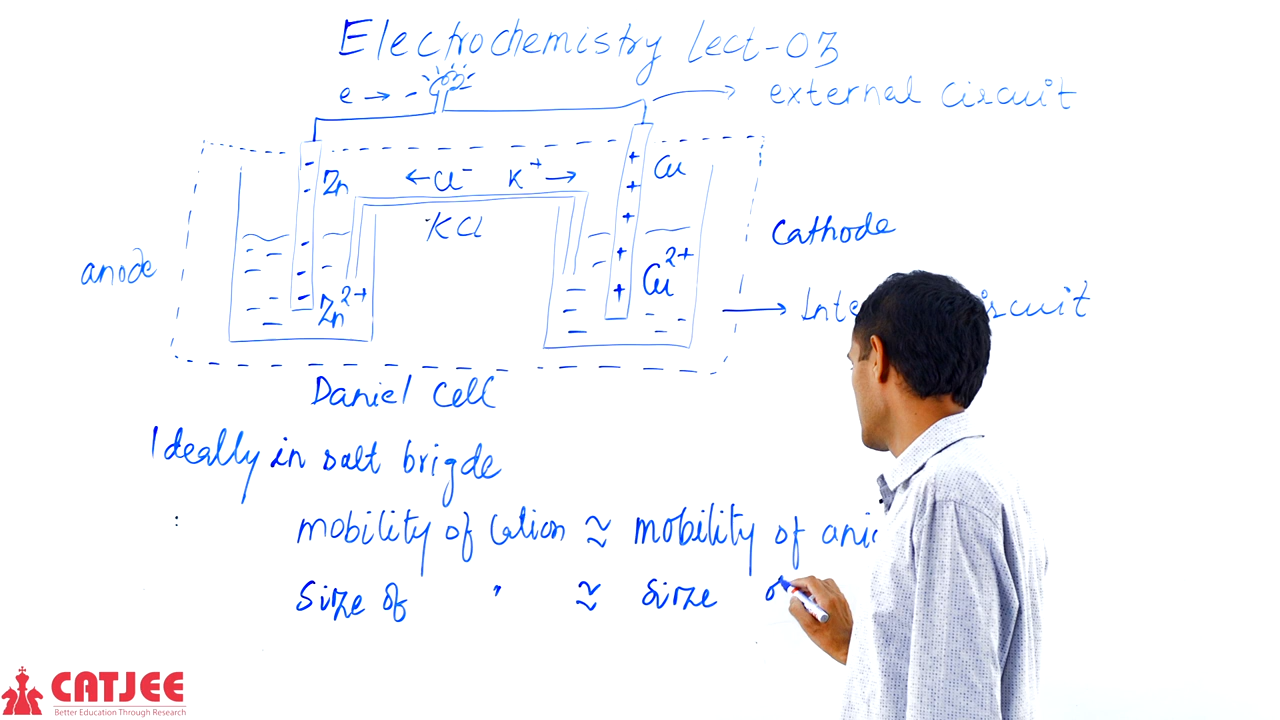 Electrochemistry Lect-03
e → -
external circuit
Zn
←Cl⁻ K⁺→
Cu
KCl
Cathode
anode
Zn²⁺
Cu²⁺
Daniel Cell
Ideally in salt brigde
mobility of Cation ≈ mobility of
Size of " ≈ Size
CATJEE
Better Education Through Research